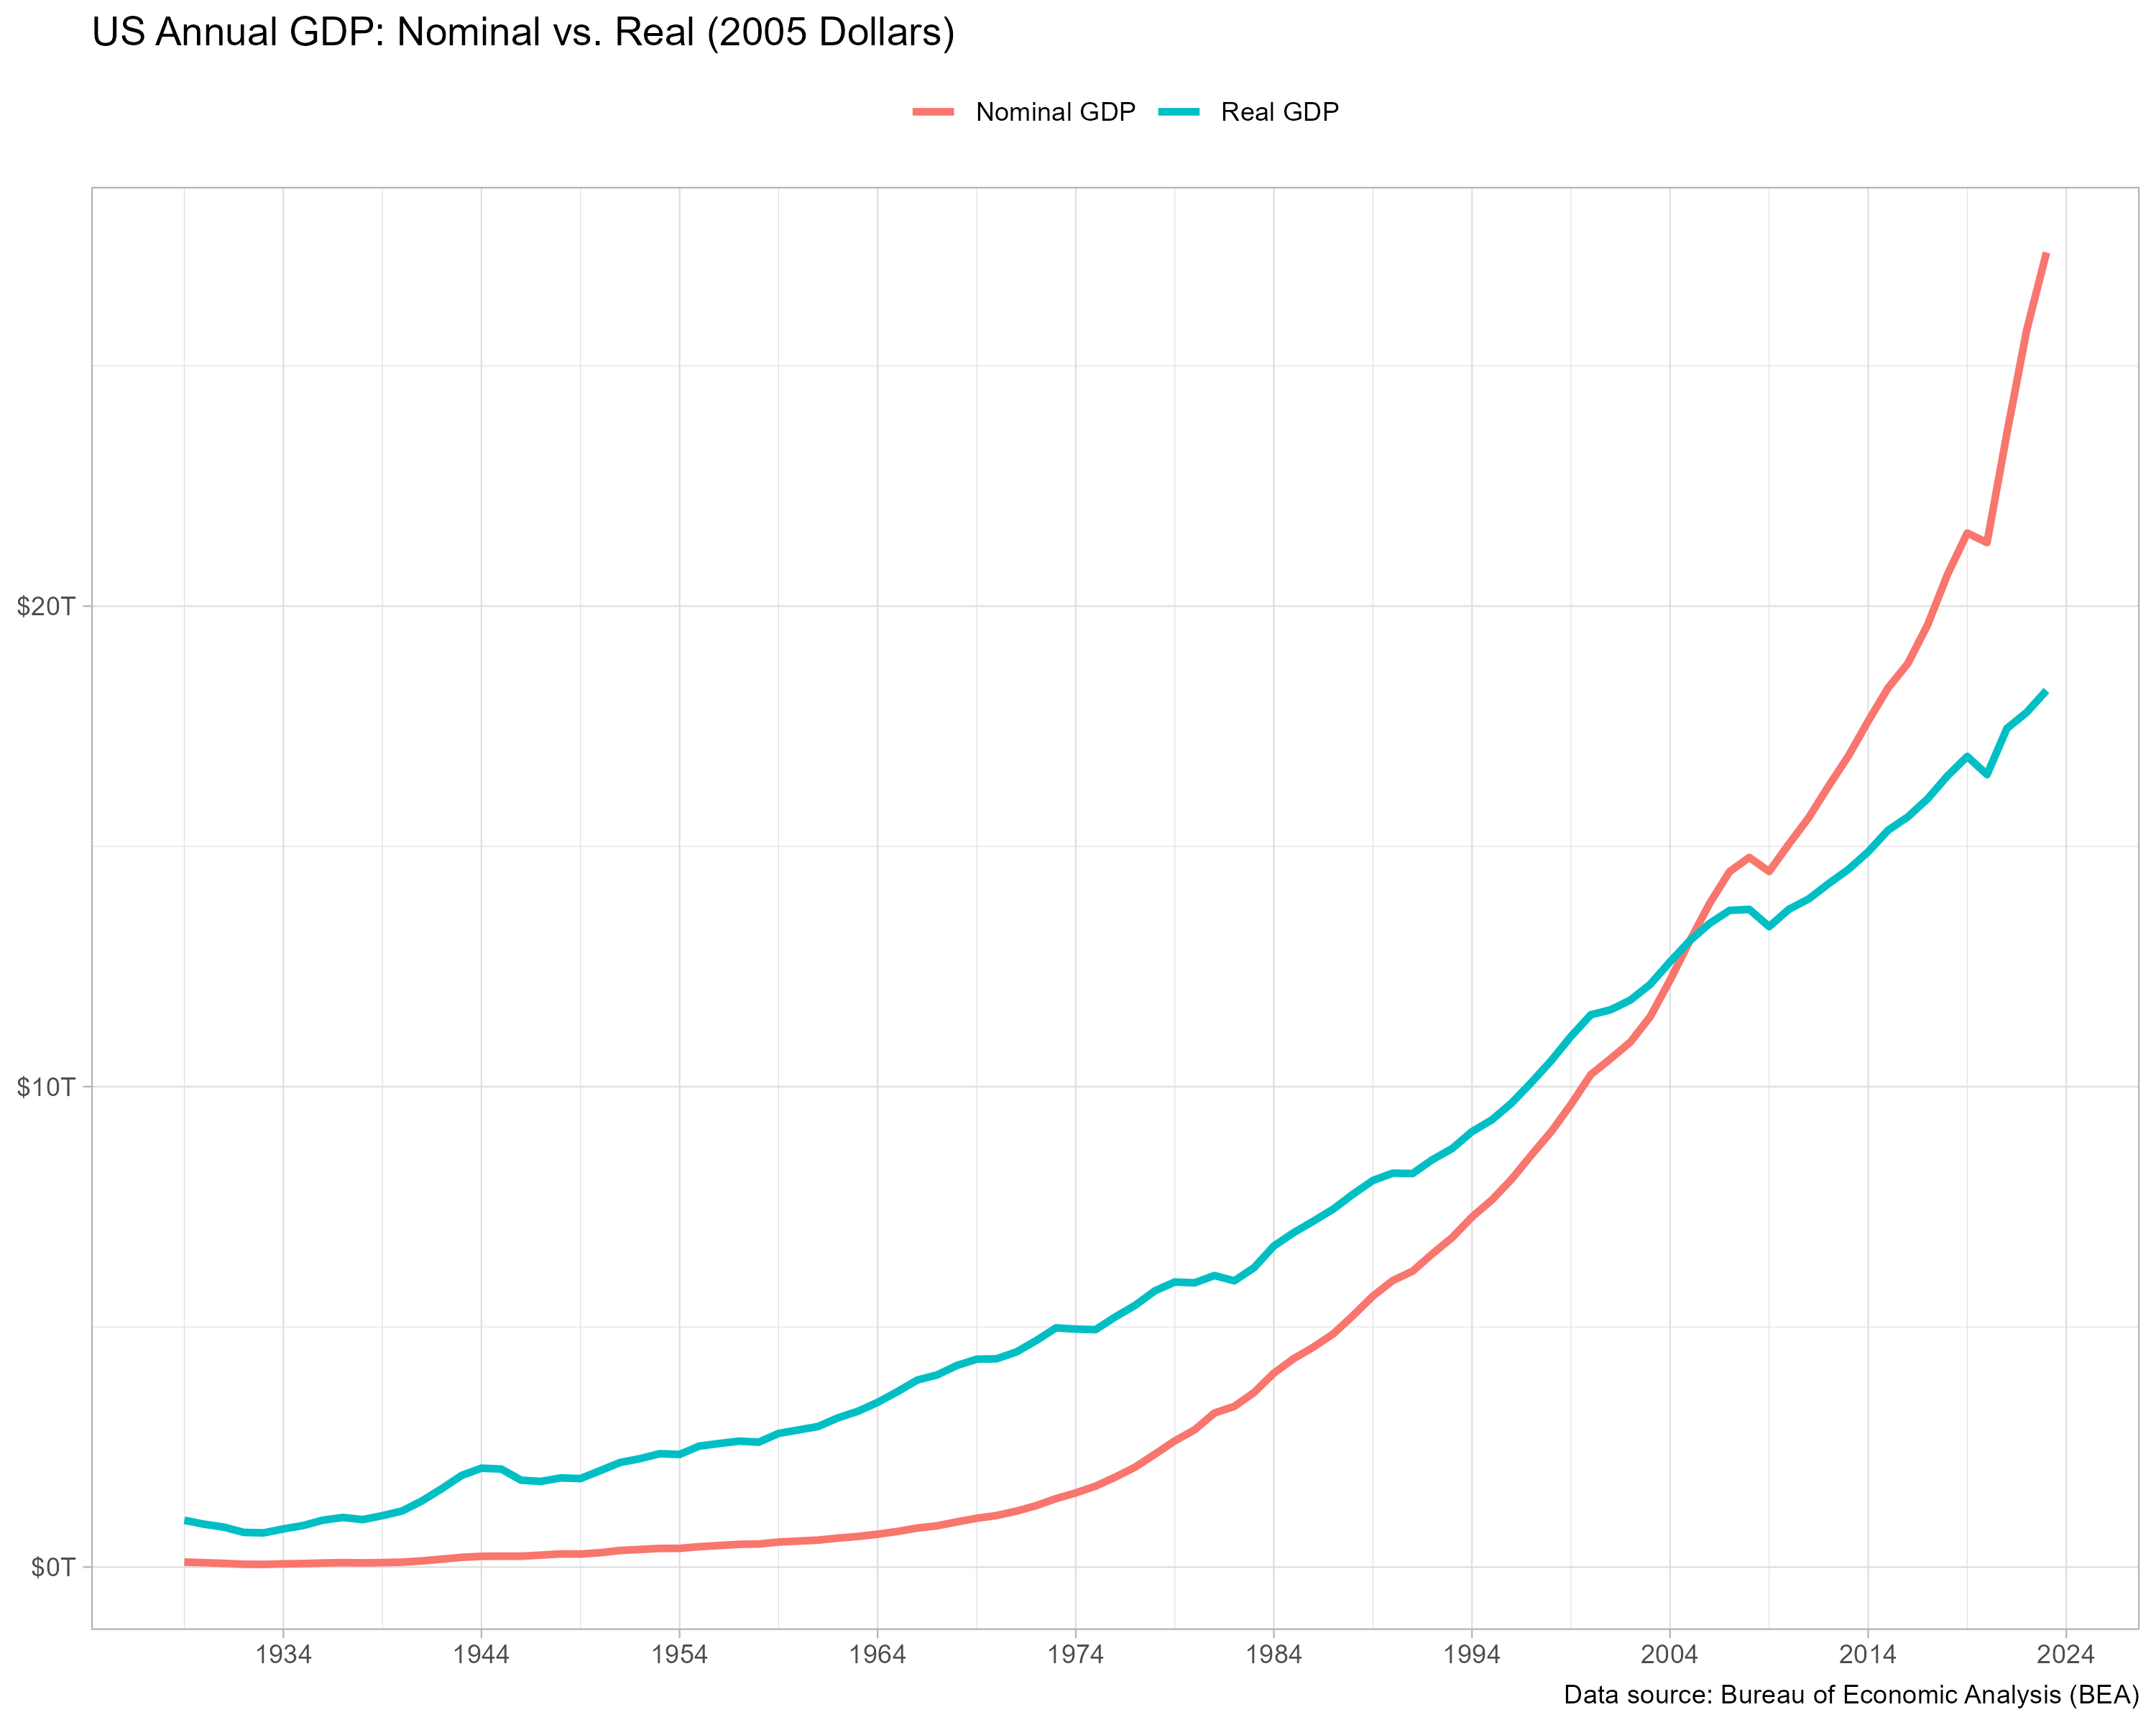 US Annual GDP: Nominal vs. Real (2005 Dollars)
Nominal GDP Real GDP
$20T
$10T
$0T
1934 1944 1954 1964 1974 1984 1994 2004 2014 2024
Data source: Bureau of Economic Analysis (BEA)